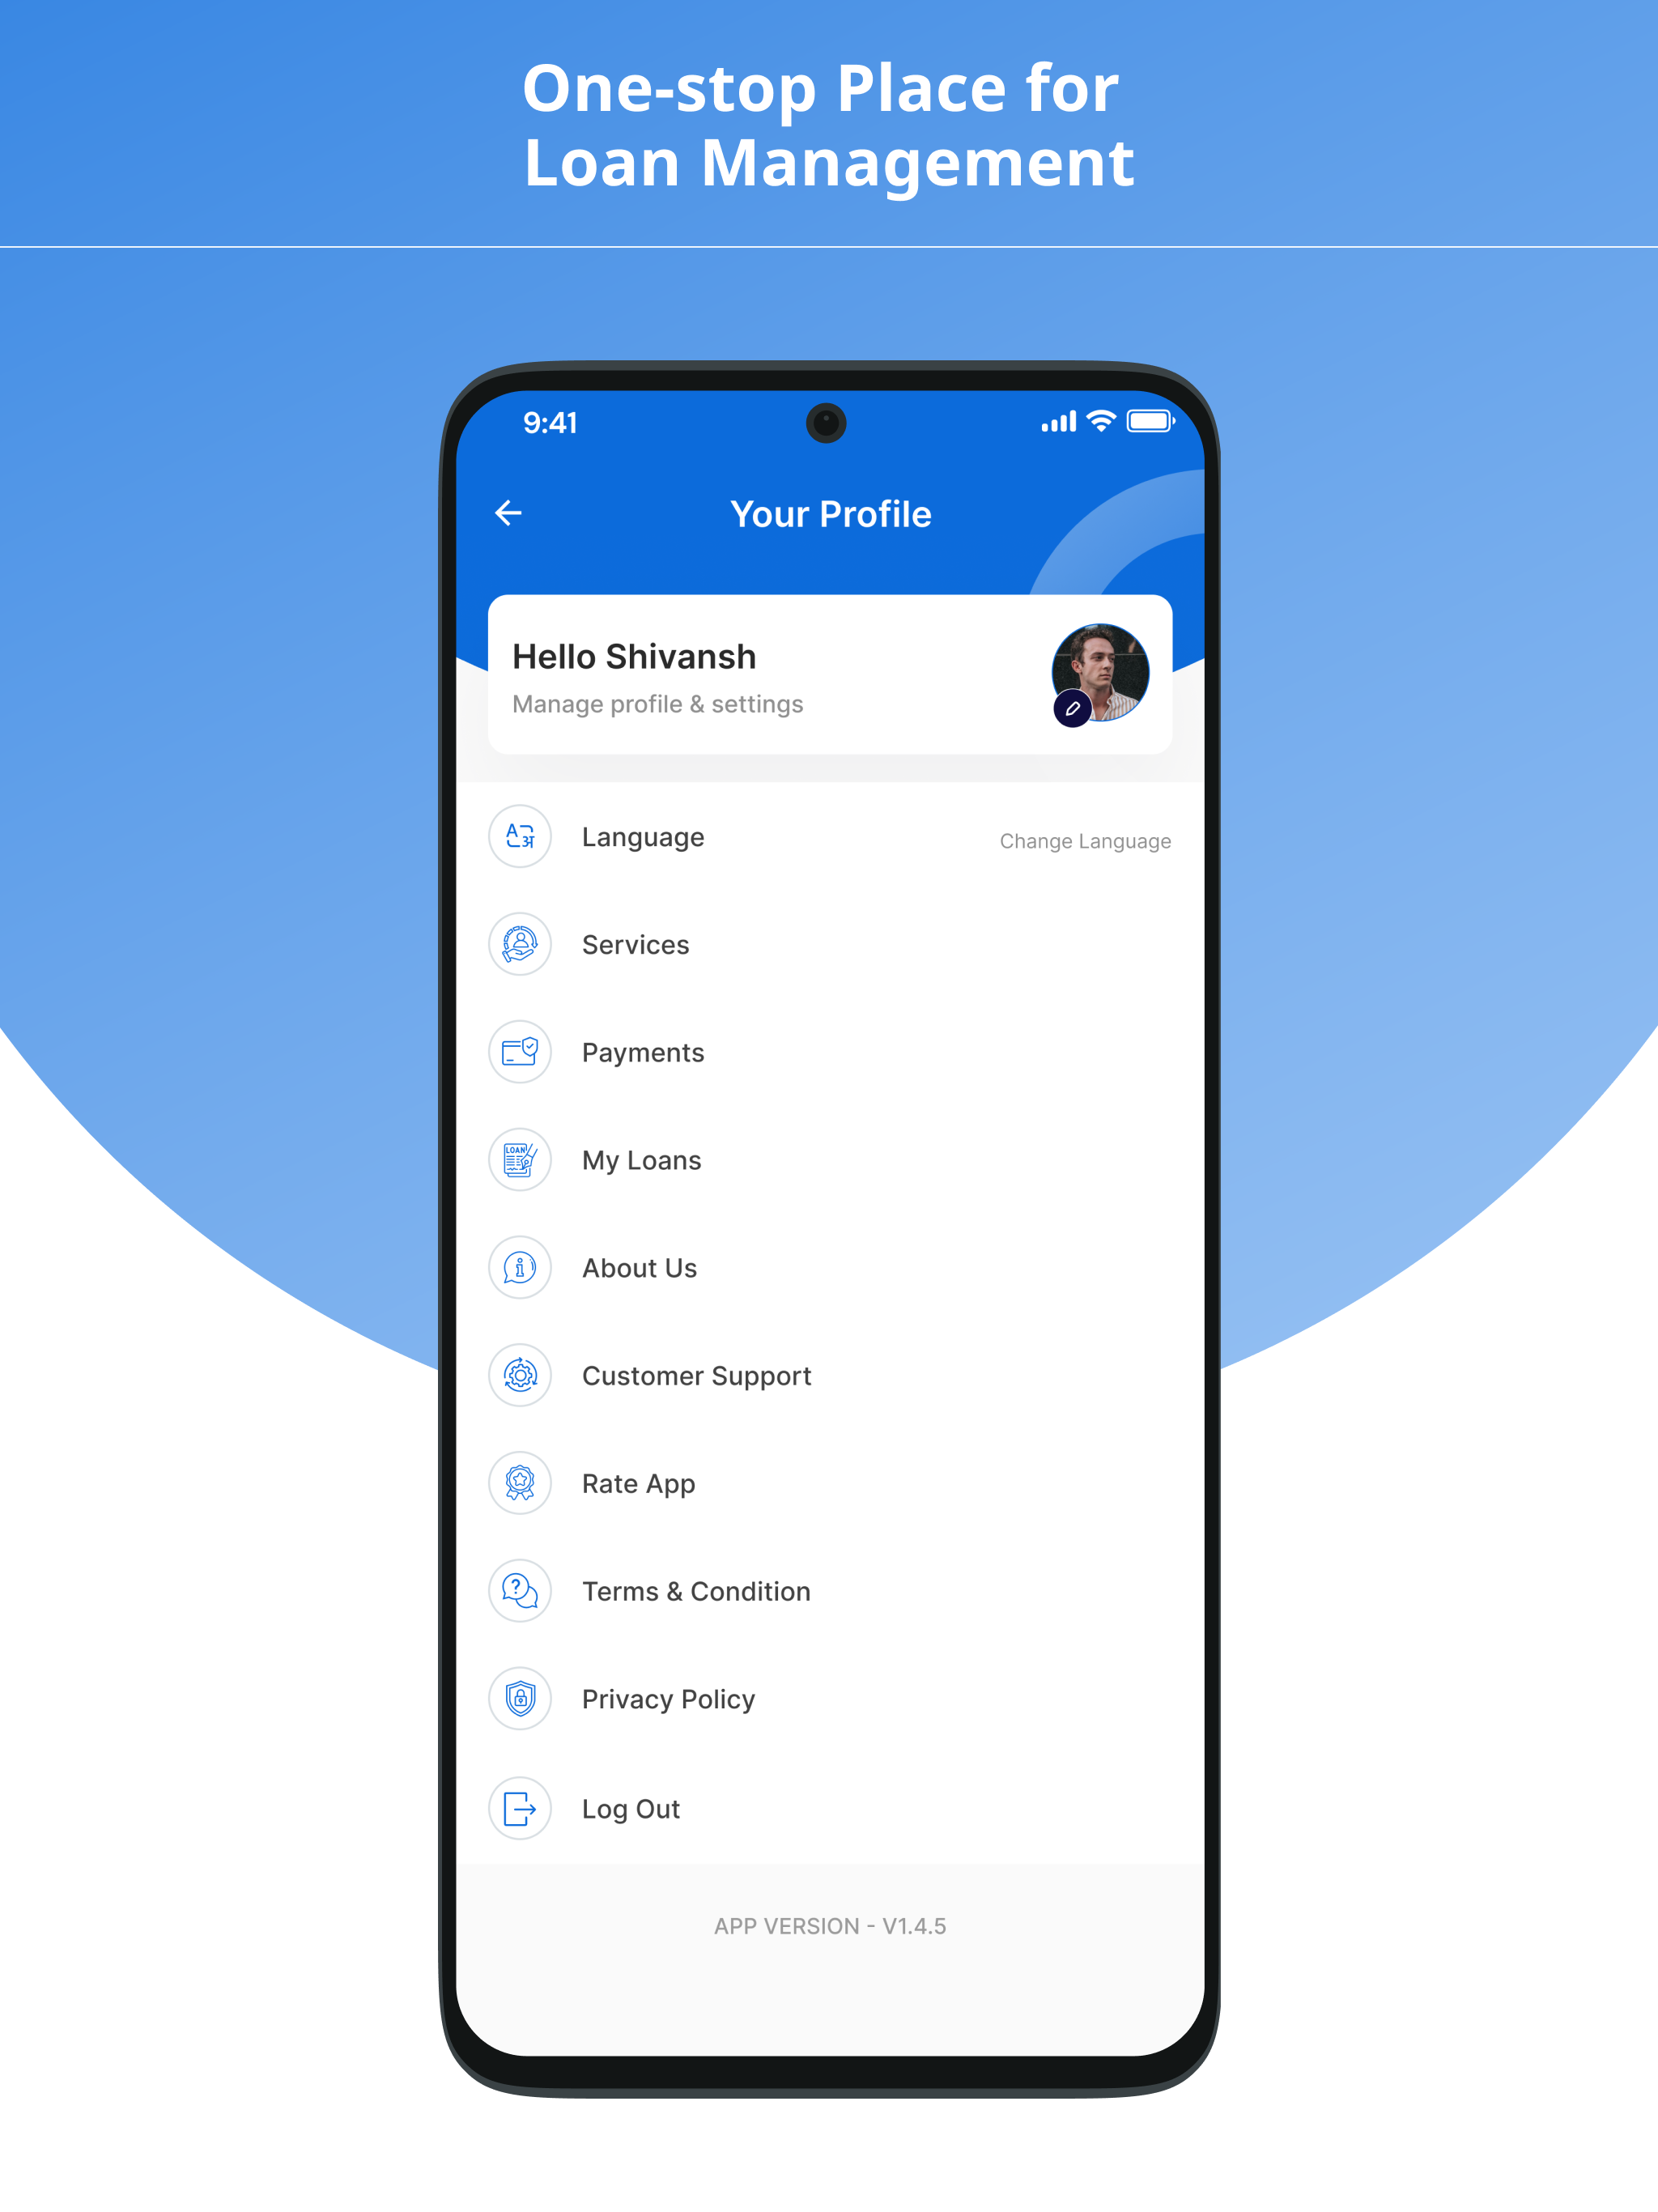 One-stop Place for
Loan Management
9:41
Your Profile
Hello Shivansh
Manage profile & settings
A अ
Language
Change Language
Services
Payments
LOAN
My Loans
About Us
Customer Support
Rate App
?
Terms & Condition
Privacy Policy
Log Out
APP VERSION - V1.4.5